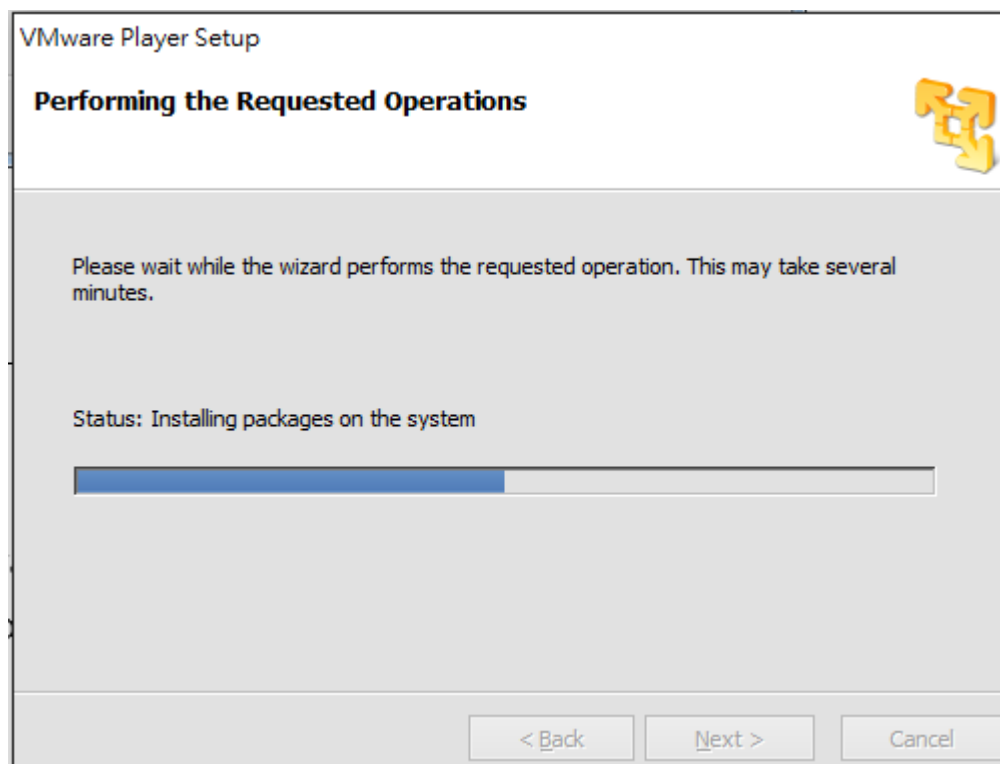 VMware Player Setup
Performing the Requested Operations
Please wait while the wizard performs the requested operation. This may take several
minutes.
Status: Installing packages on the system
< Back
Next >
Cancel